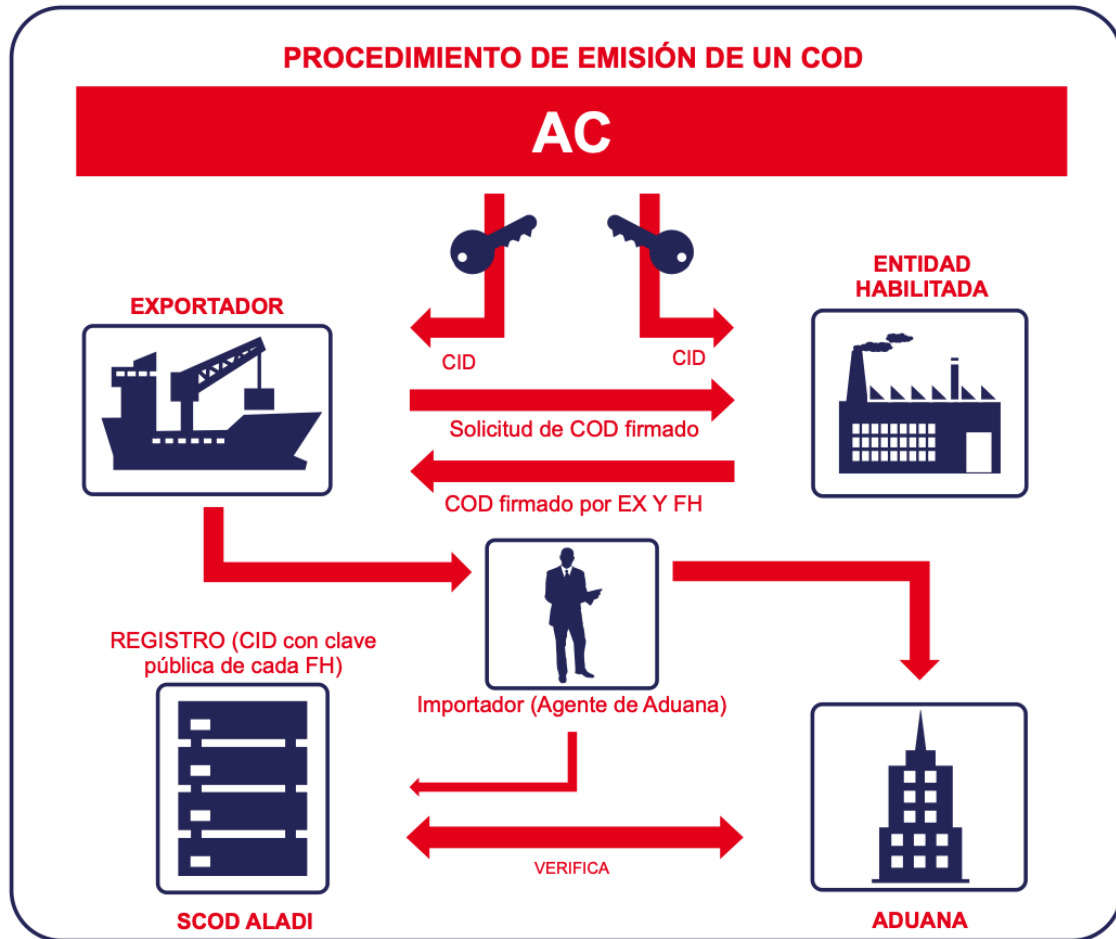 PROCEDIMIENTO DE EMISIÓN DE UN COD
AC
EXPORTADOR
ENTIDAD
HABILITADA
CID
CID
Solicitud de COD firmado
COD firmado por EX Y FH
REGISTRO (CID con clave
pública de cada FH)
Importador (Agente de Aduana)
VERIFICA
SCOD ALADI
ADUANA